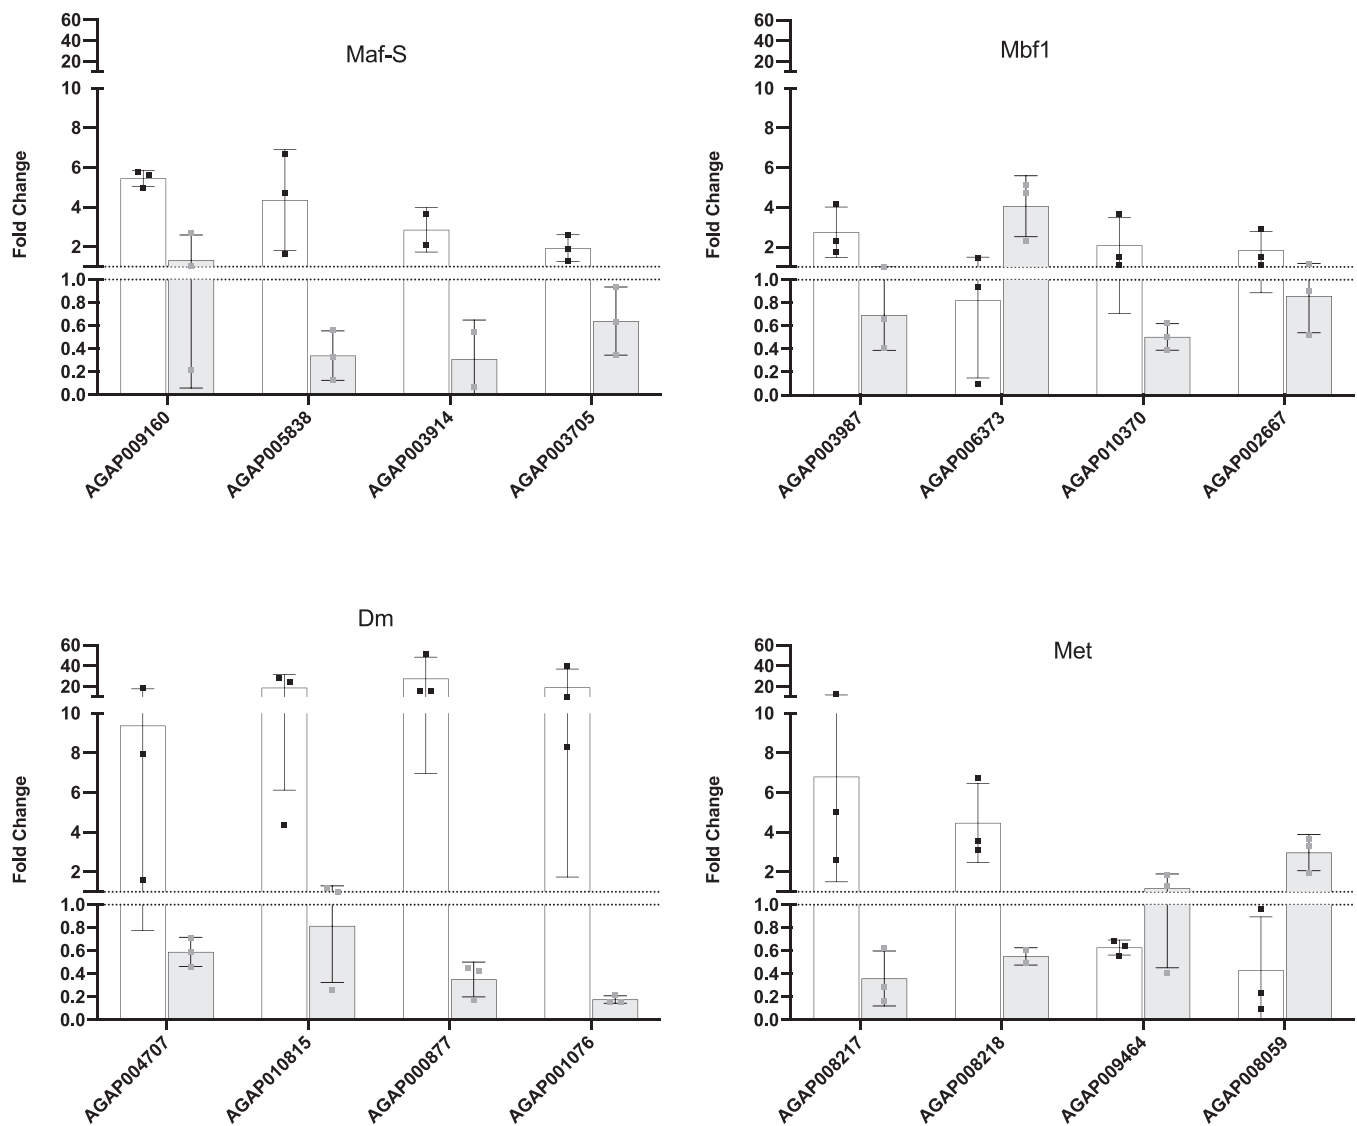 Maf-S
60
40
20
10
8
6
4
2
1.0
0.8
0.6
0.4
0.2
0.0
Fold Change
AGAP009160
AGAP005838
AGAP003914
AGAP003705
Mbf1
60
40
20
10
8
6
4
2
1.0
0.8
0.6
0.4
0.2
0.0
Fold Change
AGAP003987
AGAP006373
AGAP010370
AGAP002667
Dm
60
40
20
10
8
6
4
2
1.0
0.8
0.6
0.4
0.2
0.0
Fold Change
AGAP004707
AGAP010815
AGAP000877
AGAP001076
Met
60
40
20
10
8
6
4
2
1.0
0.8
0.6
0.4
0.2
0.0
Fold Change
AGAP008217
AGAP008218
AGAP009464
AGAP008059